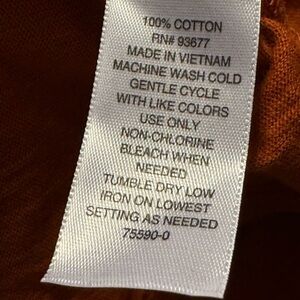 100% COTTON
RN# 93677
MADE IN VIETNAM
MACHINE WASH COLD
GENTLE CYCLE
WITH LIKE COLORS
USE ONLY
NON-CHLORINE
BLEACH WHEN
NEEDED
TUMBLE DRY LOW
IRON ON LOWEST
SETTING AS NEEDED
75590-0